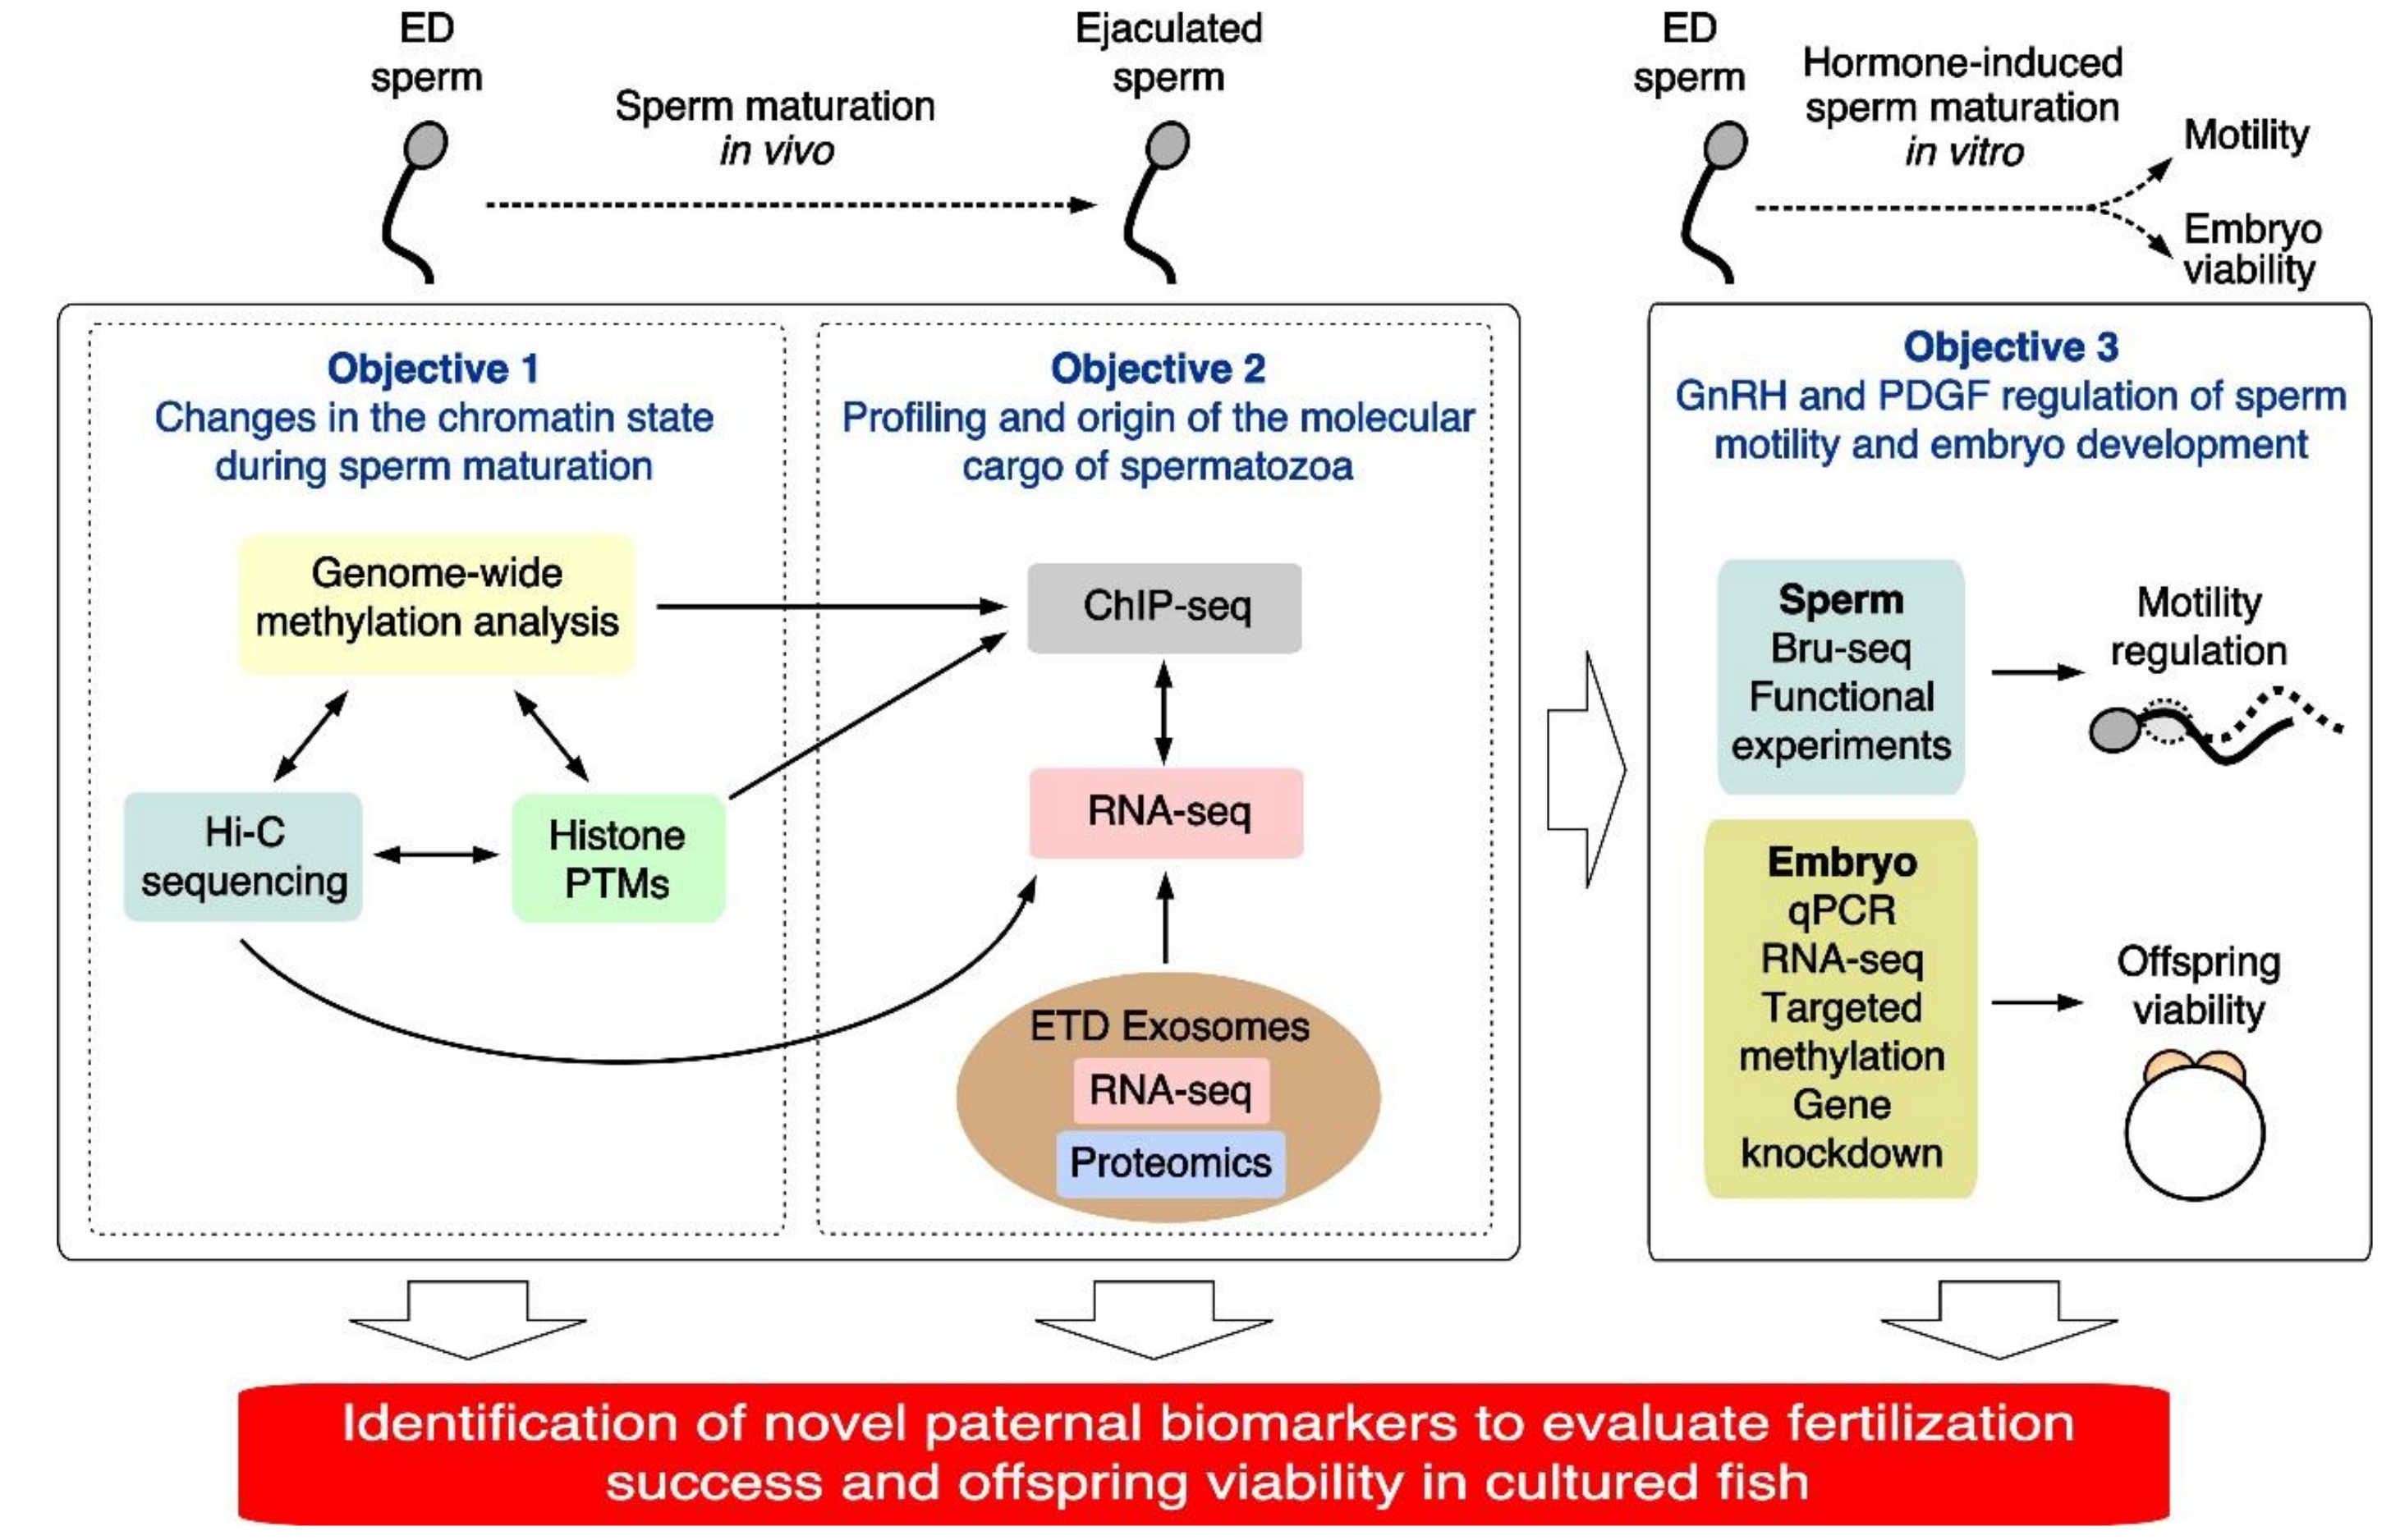 ED
sperm
Sperm maturation
in vivo
Ejaculated
sperm
ED
sperm
Hormone-induced
sperm maturation
in vitro
Motility
Embryo
viability
Objective 1
Changes in the chromatin state
during sperm maturation
Genome-wide
methylation analysis
Hi-C
sequencing
Histone
PTMs
Objective 2
Profiling and origin of the molecular
cargo of spermatozoa
ChIP-seq
RNA-seq
ETD Exosomes
RNA-seq
Proteomics
Objective 3
GnRH and PDGF regulation of sperm
motility and embryo development
Sperm
Bru-seq
Functional
experiments
Motility
regulation
Embryo
qPCR
RNA-seq
Targeted
methylation
Gene
knockdown
Offspring
viability
Identification of novel paternal biomarkers to evaluate fertilization
success and offspring viability in cultured fish